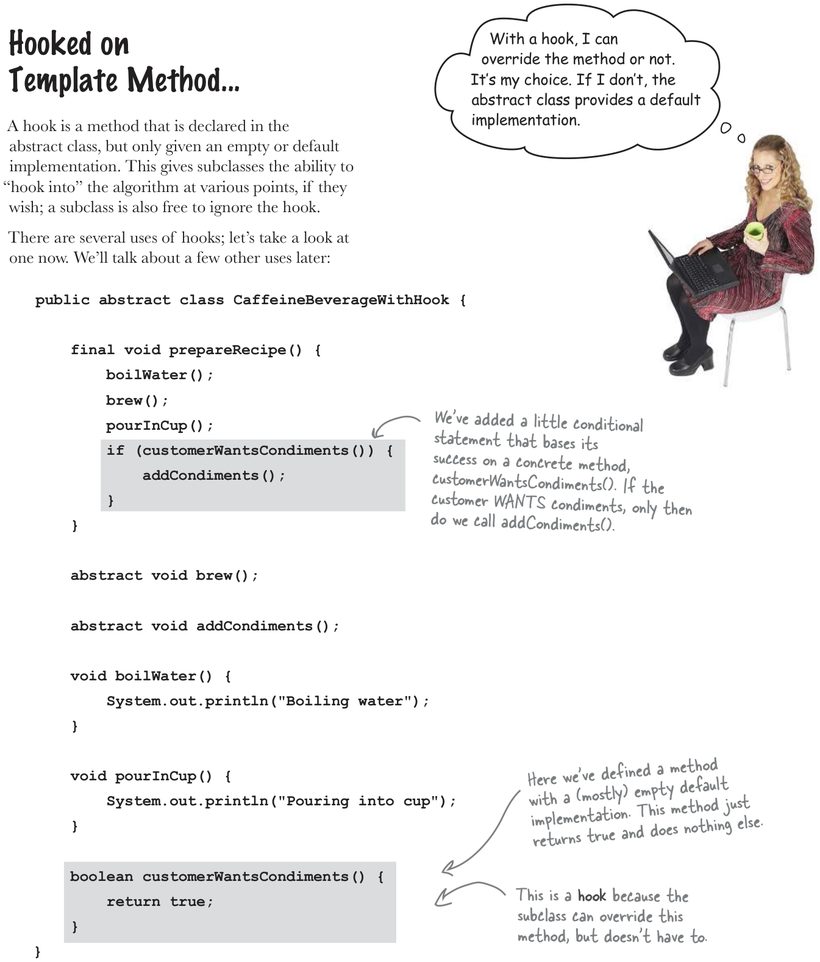 Hooked on
Template Method...
With a hook, I can
override the method or not.
It's my choice. If I don't, the
abstract class provides a default
implementation.
A hook is a method that is declared in the
abstract class, but only given an empty or default
implementation. This gives subclasses the ability to
“hook into” the algorithm at various points, if they
wish; a subclass is also free to ignore the hook.
There are several uses of hooks; let's take a look at
one now. We'll talk about a few other uses later:
public abstract class CaffeineBeverageWithHook {
final void prepareRecipe() {
boilWater();
brew();
pourInCup();
if (customerWantsCondiments()) {
addCondiments();
}
}
We've added a little conditional
statement that bases its
success on a concrete method,
customerWantsCondiments(). If the
customer WANTS condiments, only then
do we call addCondiments().
abstract void brew();
abstract void addCondiments();
void boilWater() {
System.out.println("Boiling water");
}
void pourInCup() {
System.out.println("Pouring into cup");
}
Here we've defined a method
with a (mostly) empty default
implementation. This method just
returns true and does nothing else.
boolean customerWantsCondiments() {
return true;
}
}
This is a hook because the
subclass can override this
method, but doesn't have to.